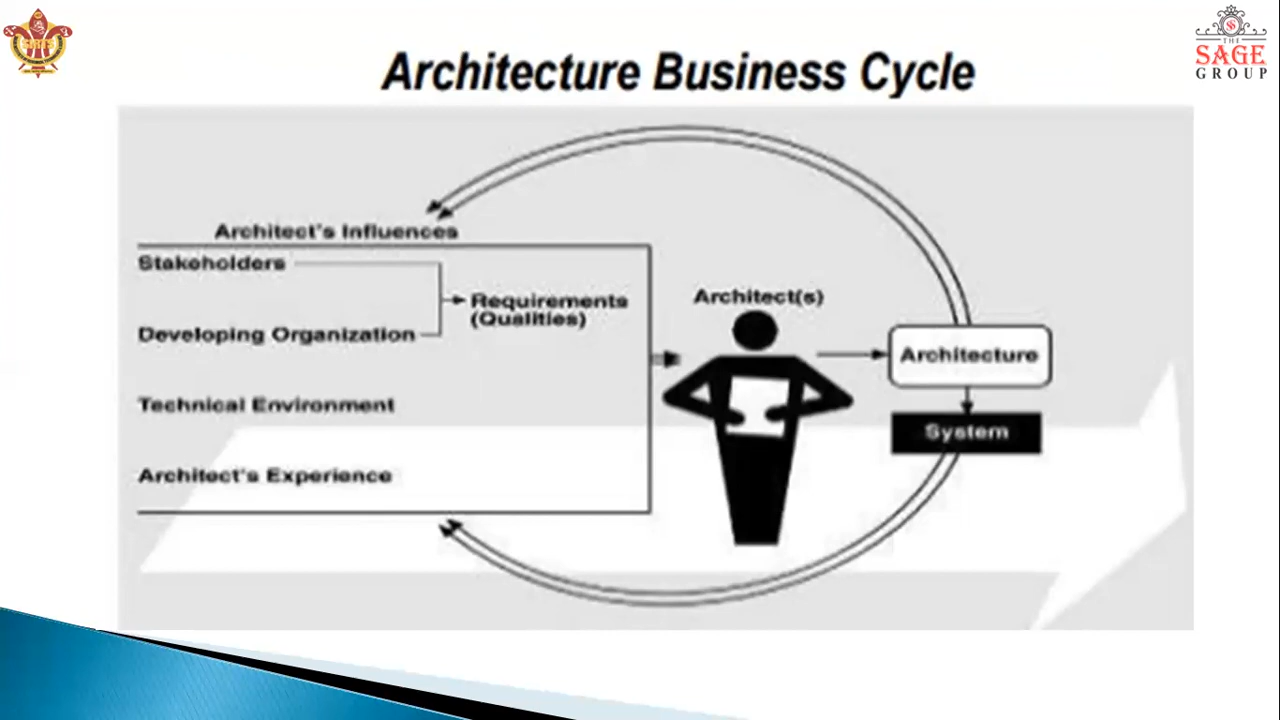 THE
SAGE
GROUP
Architecture Business Cycle
Architect's Influences
Stakeholders
Requirements
(Qualities)
Developing Organization
Technical Environment
Architect's Experience
Architect(s)
Architecture
System